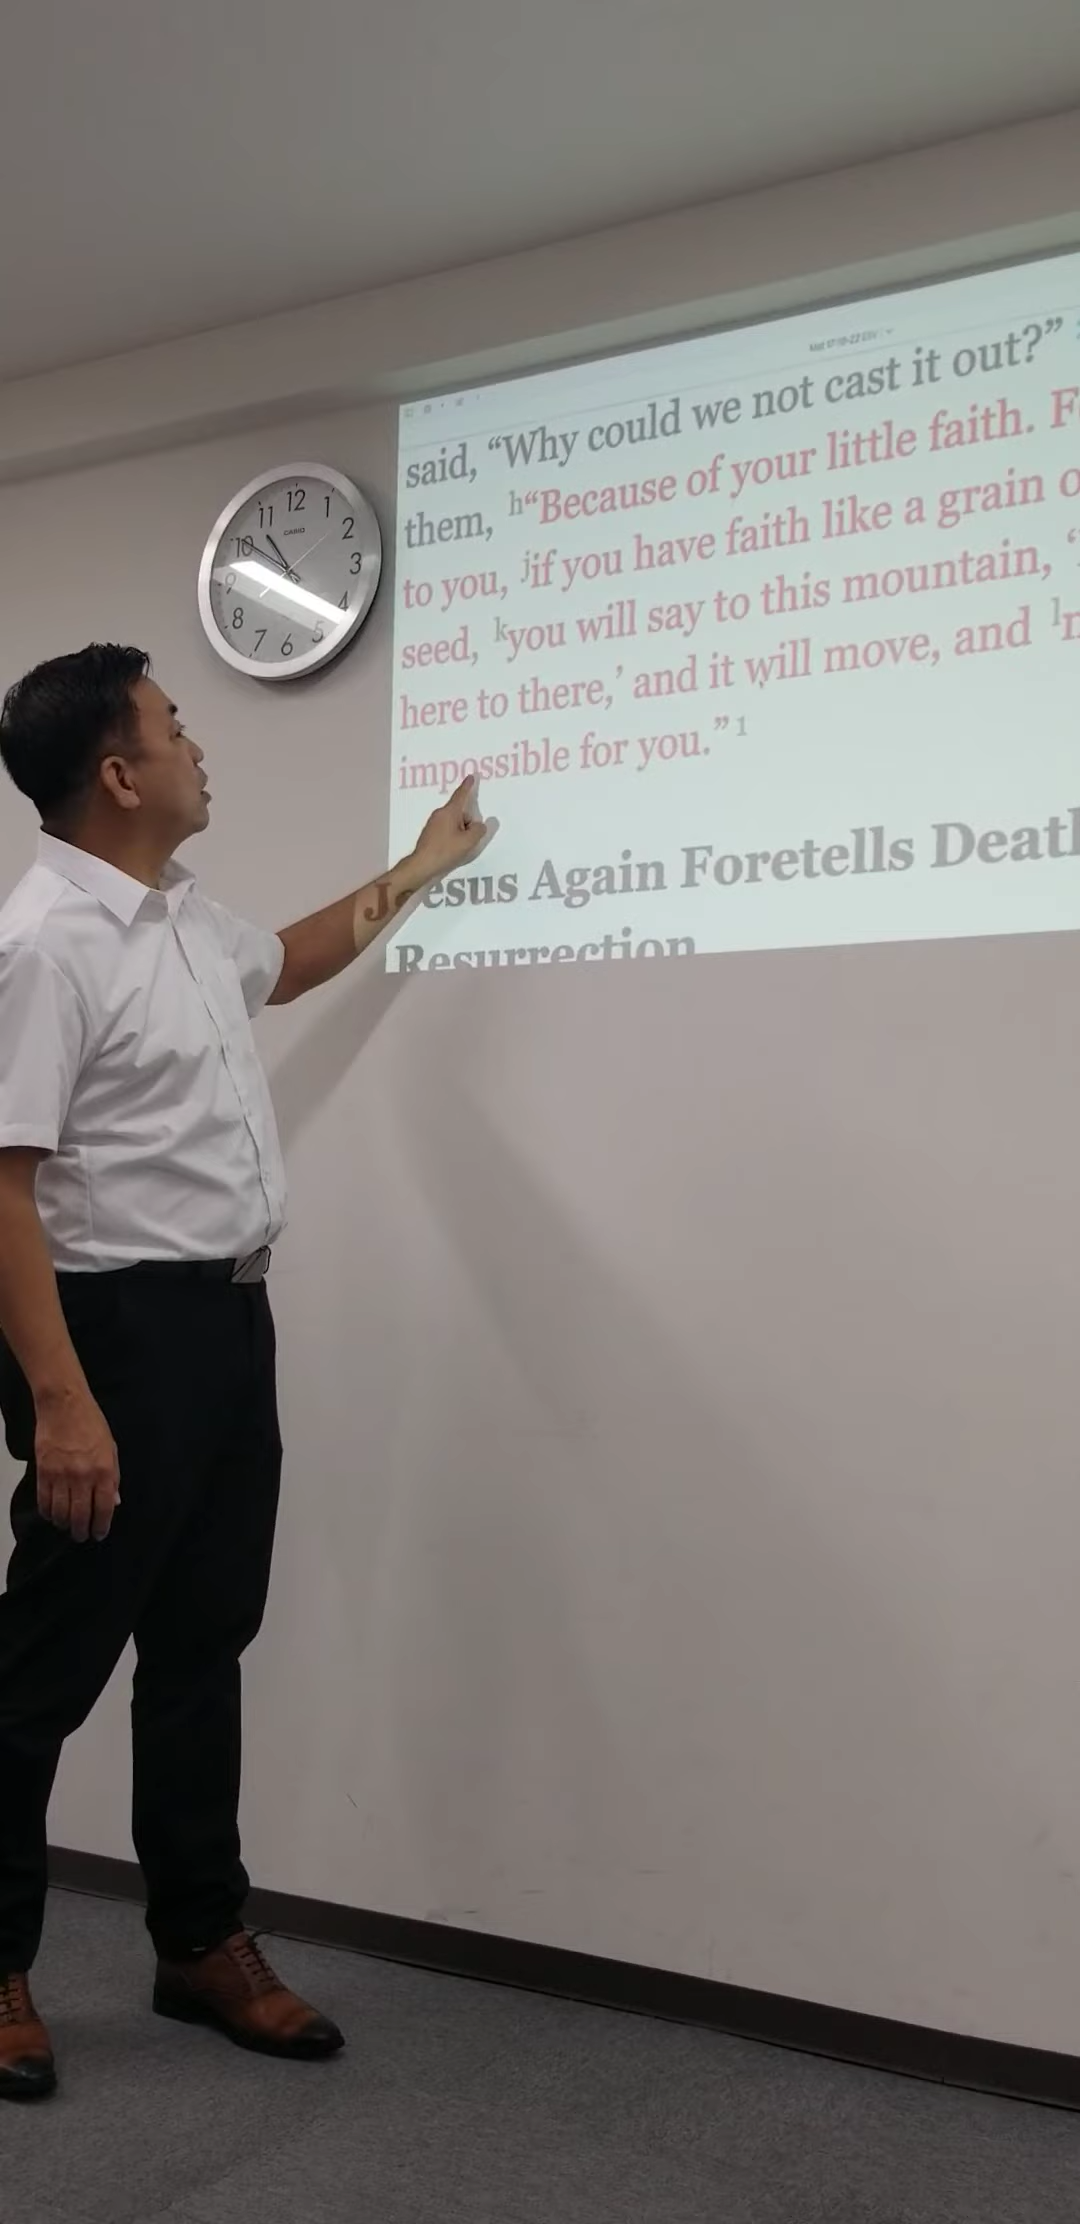 said, “Why could we not cast it out?”
them, h“Because of your little faith. F
to you, jif you have faith like a grain o
seed, kyou will say to this mountain, ‘
here to there,’ and it will move, and l
impossible for you.” 1
Jesus Again Foretells Death
Resurrection
12
11
1
10
2
CASIO
3
9
4
8
5
7
6